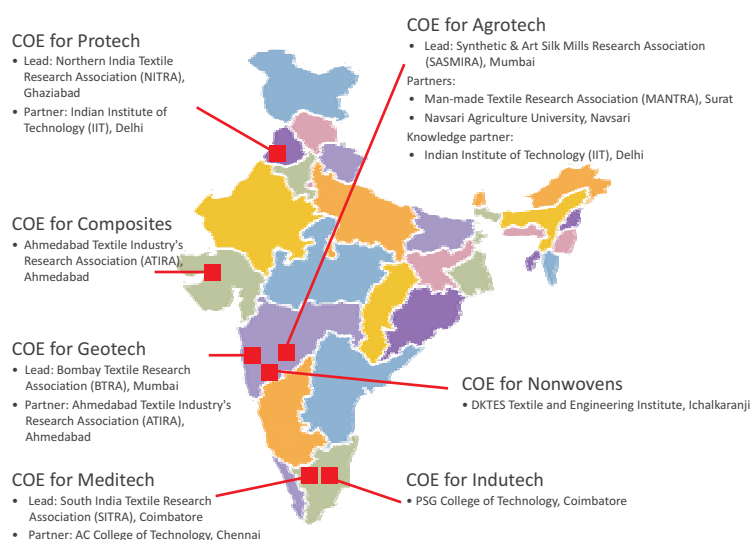 COE for Protech
• Lead: Northern India Textile
Research Association (NITRA),
Ghaziabad
• Partner: Indian Institute of
Technology (IIT), Delhi
COE for Agrotech
• Lead: Synthetic & Art Silk Mills Research Association
(SASMIRA), Mumbai
Partners:
• Man-made Textile Research Association (MANTRA), Surat
• Navsari Agriculture University, Navsari
Knowledge partner:
• Indian Institute of Technology (IIT), Delhi
COE for Composites
• Ahmedabad Textile Industry's
Research Association (ATIRA),
Ahmedabad
COE for Geotech
• Lead: Bombay Textile Research
Association (BTRA), Mumbai
• Partner: Ahmedabad Textile Industry's
Research Association (ATIRA),
Ahmedabad
COE for Nonwovens
• DKTES Textile and Engineering Institute, Ichalkaranji
COE for Meditech
• Lead: South India Textile Research
Association (SITRA), Coimbatore
• Partner: AC College of Technology, Chennai
COE for Indutech
• PSG College of Technology, Coimbatore